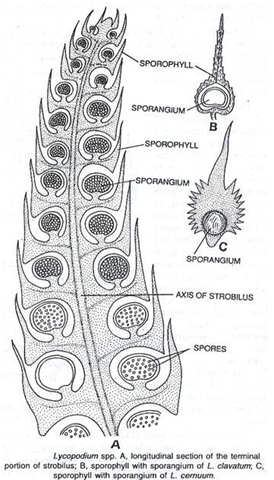 SPOROPHYLL
SPORANGIUM
B
SPOROPHYLL
SPORANGIUM
C
SPORANGIUM
AXIS OF STROBILUS
SPORES
A
Lycopodium spp. A, longitudinal section of the terminal
portion of strobilus; B, sporophyll with sporangium of L. clavatum; C,
sporophyll with sporangium of L. cernuum.